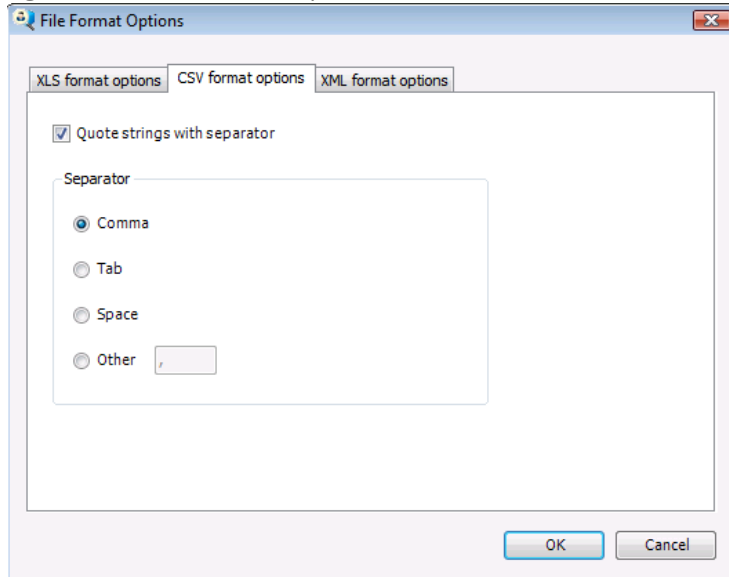 File Format Options
XLS format options CSV format options XML format options
Quote strings with separator
Separator
Comma
Tab
Space
Other ,
OK Cancel